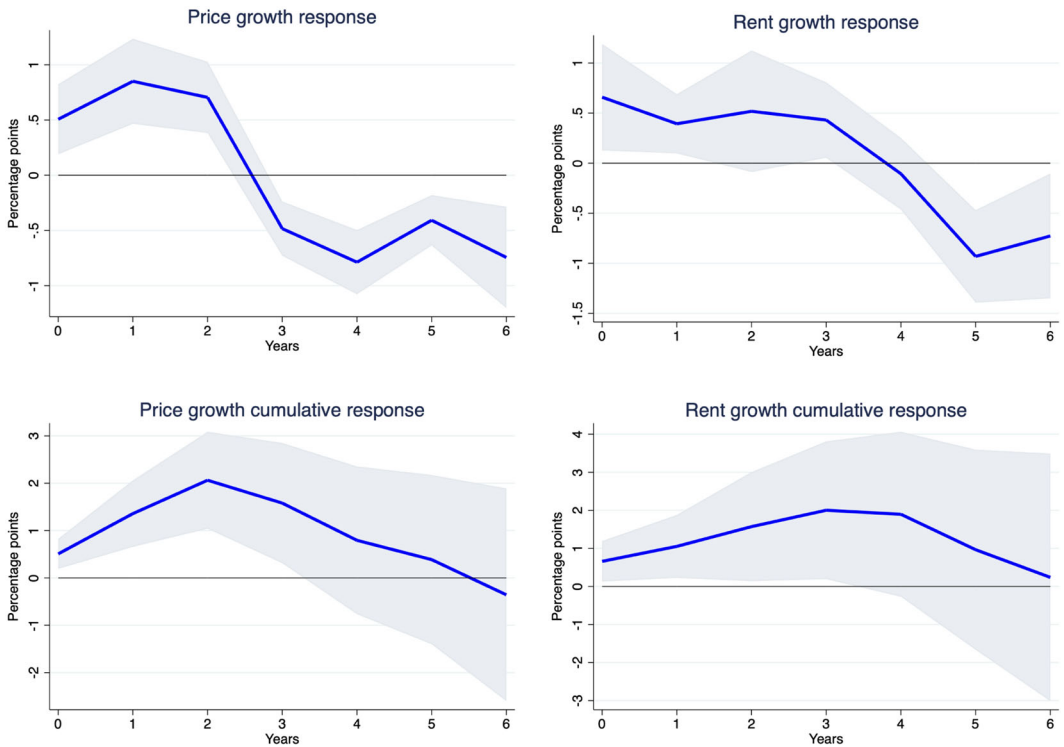 Price growth response
Percentage points
1
.5
0
-.5
-1
0 1 2 3 4 5 6
Years
Rent growth response
Percentage points
1
.5
0
-.5
-1
-1.5
0 1 2 3 4 5 6
Years
Price growth cumulative response
Percentage points
3
2
1
0
-1
-2
0 1 2 3 4 5 6
Years
Rent growth cumulative response
Percentage points
4
3
2
1
0
-1
-2
-3
0 1 2 3 4 5 6
Years